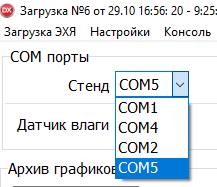 DX Загрузка №6 от 29.10 16:56: 20 - 9:25:
Загрузка ЭХЯ Настройки Консоль
COM порты
Стенд COM5
COM1
COM4
Датчик влаги COM2
COM5
Архив графиков